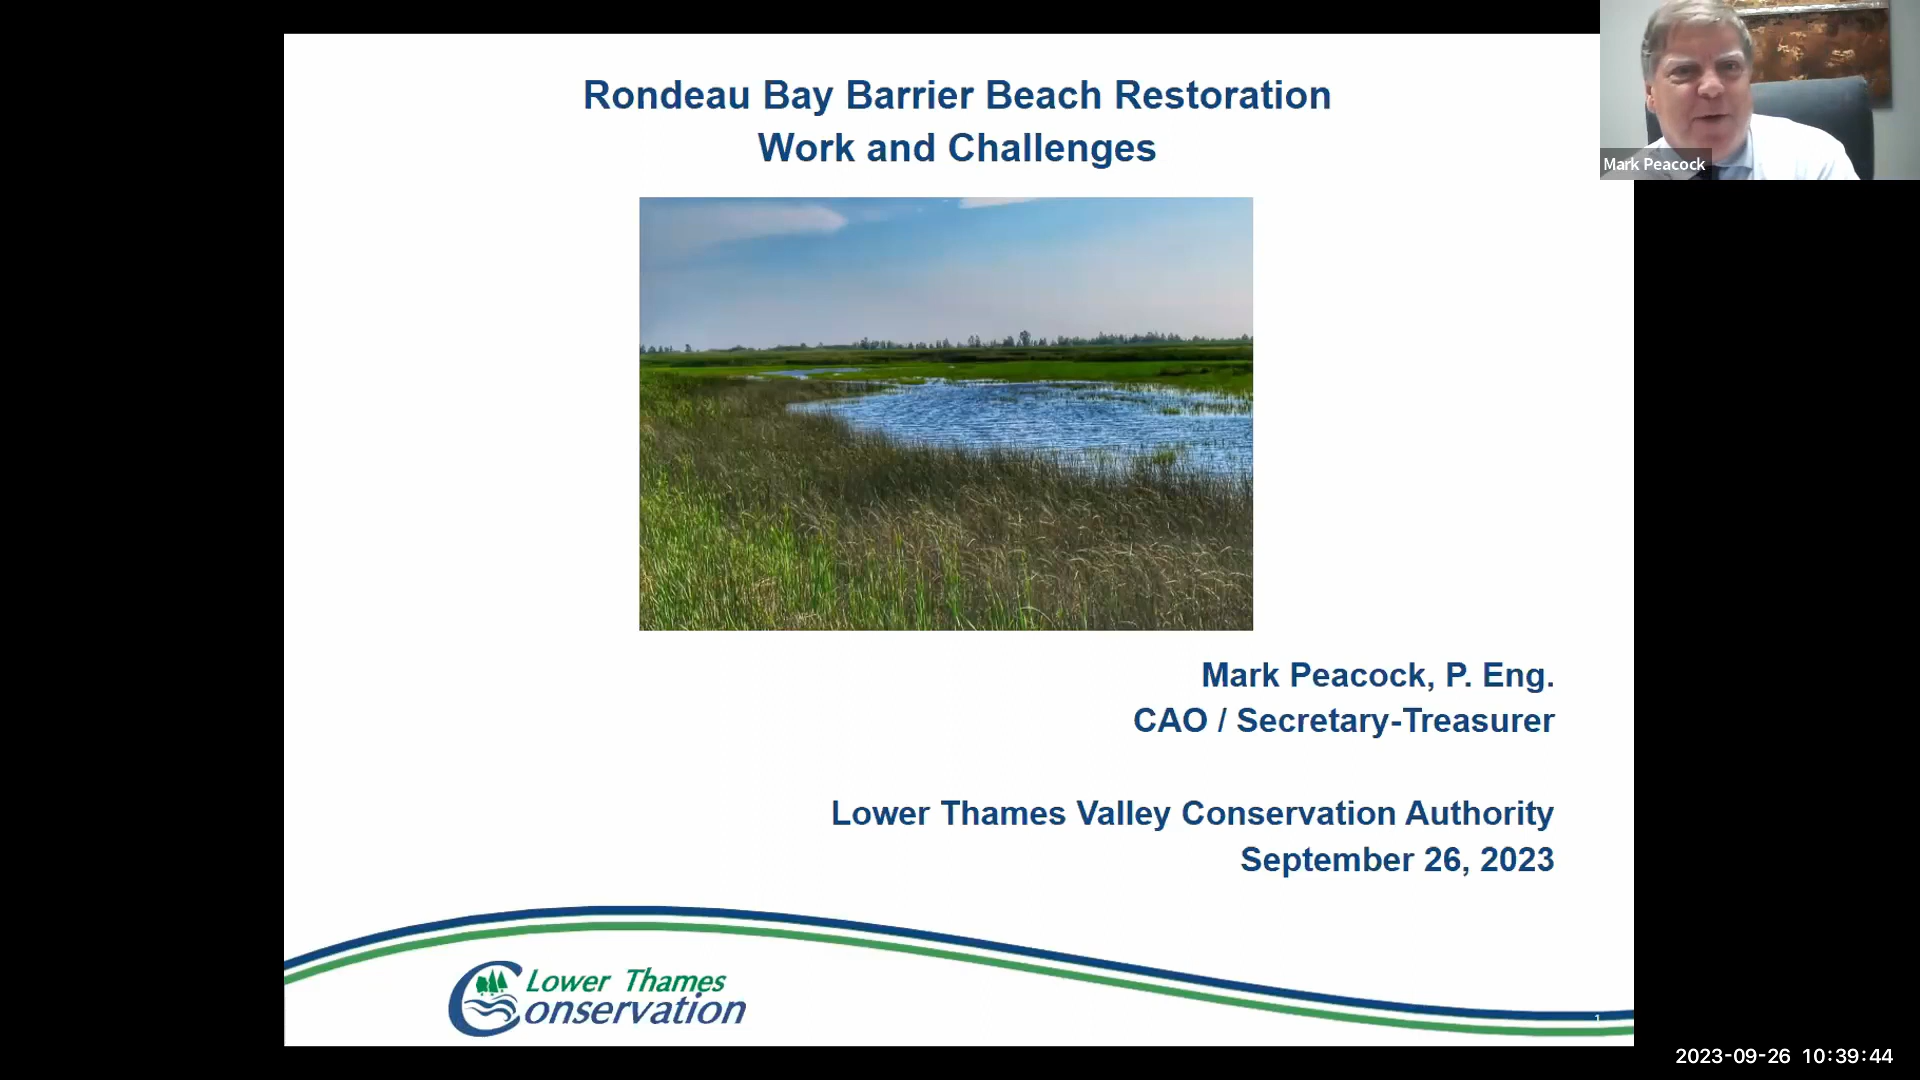 Rondeau Bay Barrier Beach Restoration
Work and Challenges
Mark Peacock
Mark Peacock, P. Eng.
CAO / Secretary-Treasurer
Lower Thames Valley Conservation Authority
September 26, 2023
Lower Thames
Conservation
1
2023-09-26 10:39:44